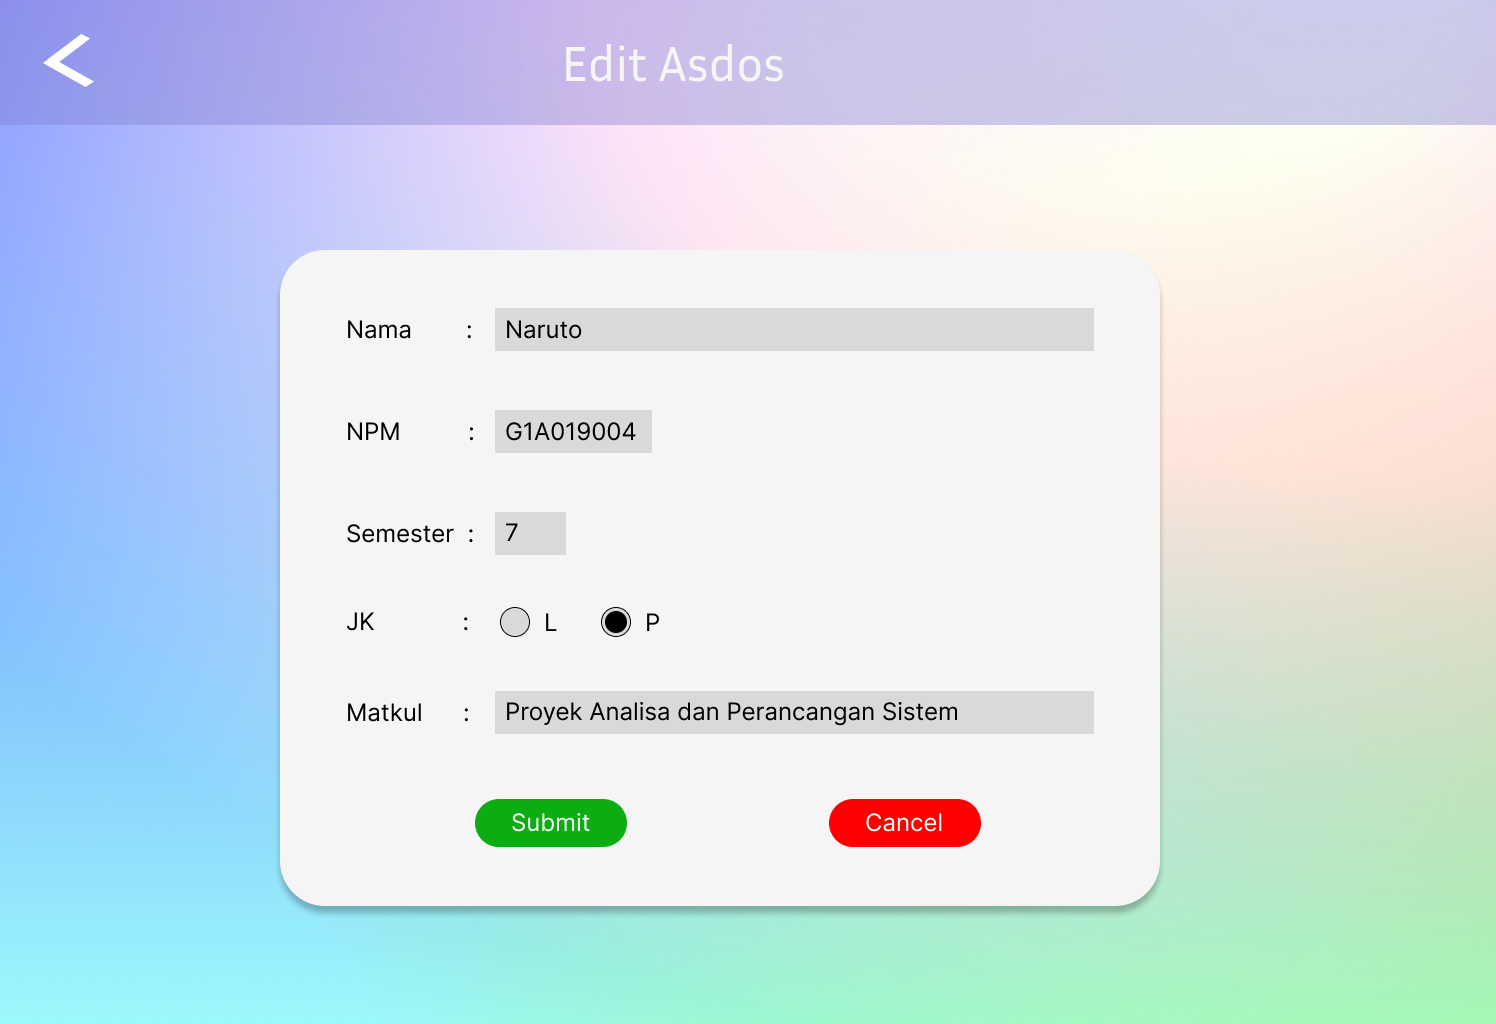 Edit Asdos
Nama : Naruto
NPM : G1A019004
Semester : 7
JK : L P
Matkul : Proyek Analisa dan Perancangan Sistem
Submit Cancel